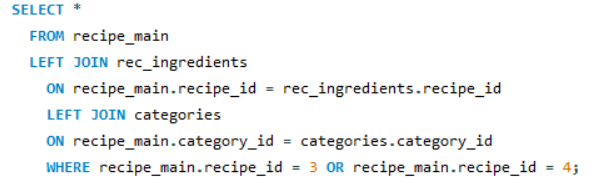 SELECT *
FROM recipe_main
LEFT JOIN rec_ingredients
ON recipe_main.recipe_id = rec_ingredients.recipe_id
LEFT JOIN categories
ON recipe_main.category_id = categories.category_id
WHERE recipe_main.recipe_id = 3 OR recipe_main.recipe_id = 4;